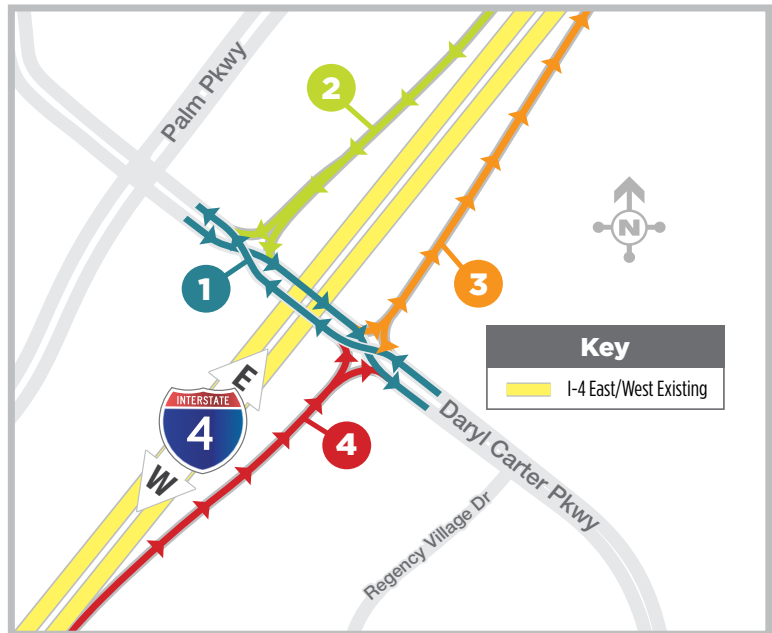 Palm Pkwy
2
N
1
3
Key
I-4 East/West Existing
E
INTERSTATE
4
W
4
Daryl Carter Pkwy
Regency Village Dr